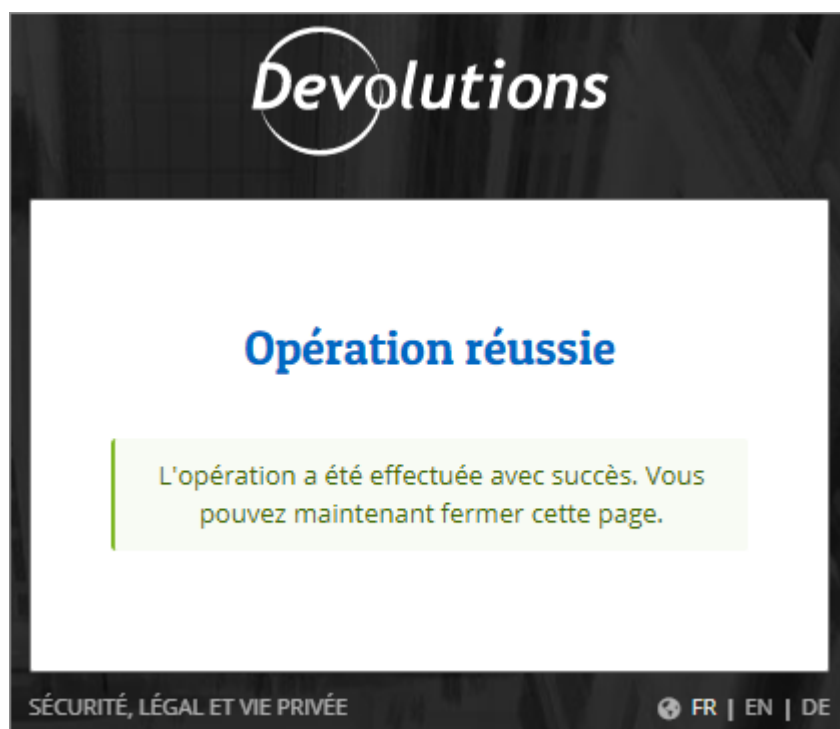 Devolutions
Opération réussie
L'opération a été effectuée avec succès. Vous
pouvez maintenant fermer cette page.
SÉCURITÉ, LÉGAL ET VIE PRIVÉE
FR | EN | DE